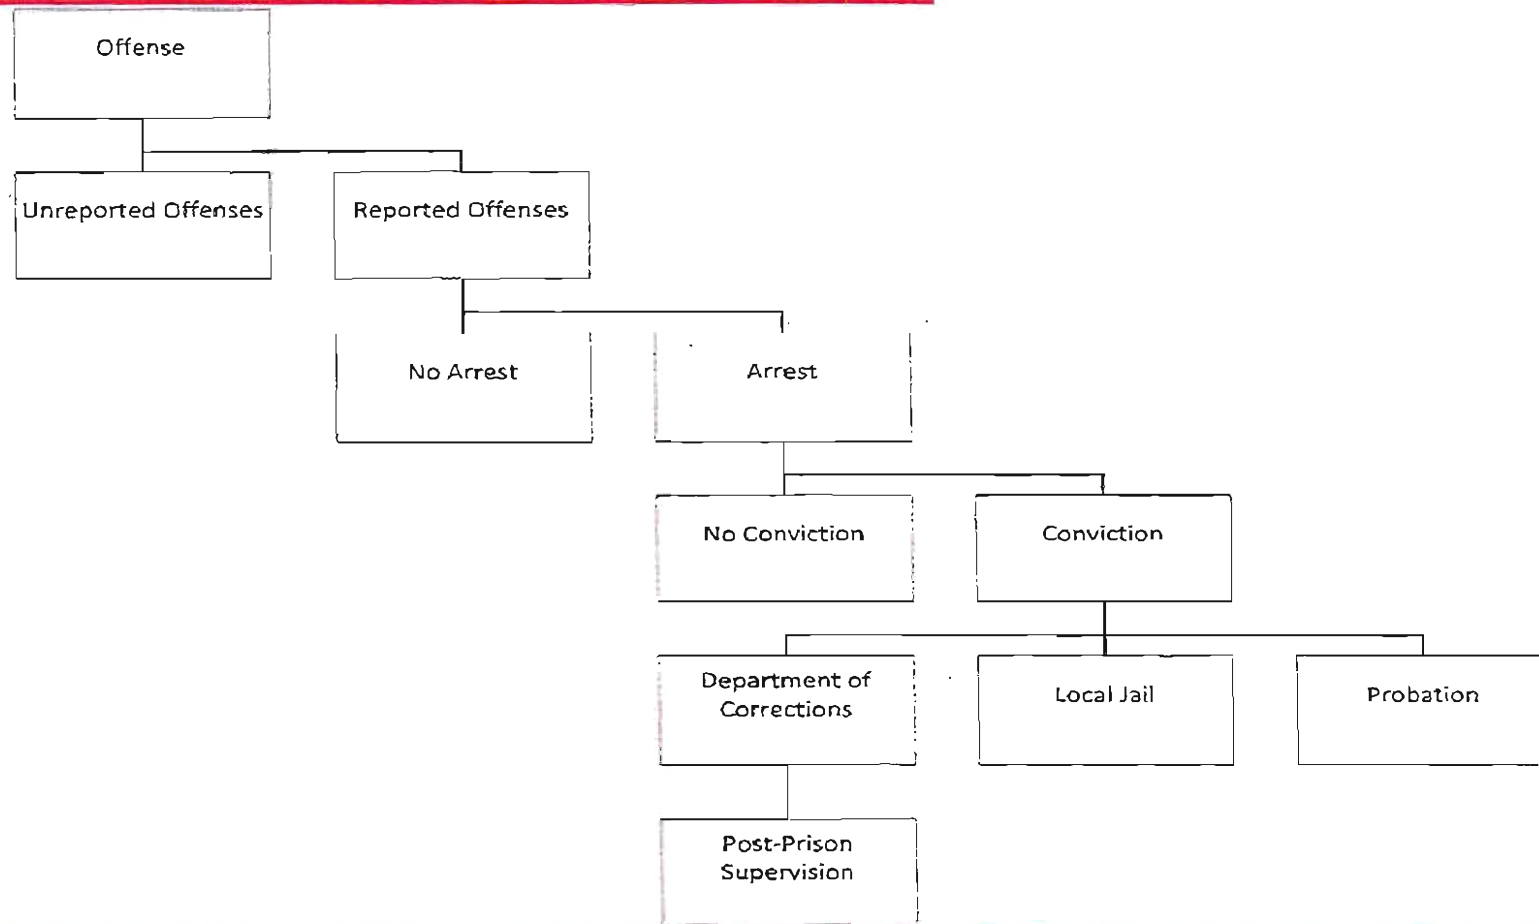 Offense
Unreported Offenses
Reported Offenses
No Arrest
Arrest
No Conviction
Conviction
Department of
Corrections
Local Jail
Probation
Post-Prison
Supervision